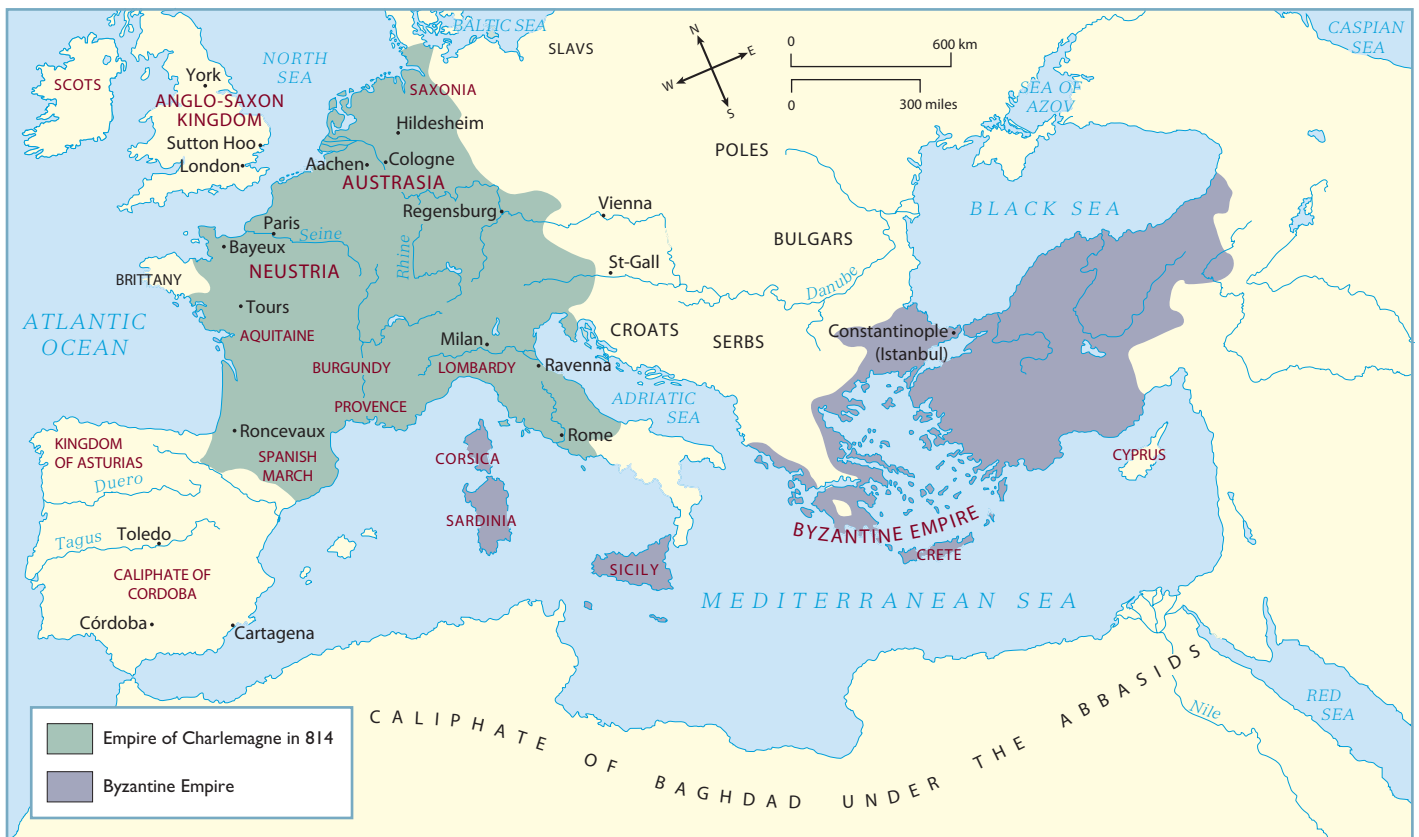 BALTIC SEA
CASPIAN
SEA
NORTH
SEA
SLAVS
N
E
W
S
0
600 km
0
300 miles
SCOTS
York
ANGLO-SAXON
KINGDOM
Sutton Hoo
London
SAXONIA
Hildesheim
Aachen
Cologne
AUSTRASIA
SEA OF
AZOV
POLES
Regensburg
Vienna
BLACK SEA
Paris
Seine
Bayeux
Rhine
BULGARS
BRITTANY
NEUSTRIA
St-Gall
Danube
Tours
ATLANTIC
OCEAN
AQUITAINE
Milan
CROATS
SERBS
Constantinople
(Istanbul)
BURGUNDY
LOMBARDY
Ravenna
PROVENCE
ADRIATIC
SEA
Roncevaux
Rome
KINGDOM
OF ASTURIAS
SPANISH
MARCH
CORSICA
CYPRUS
Duero
SARDINIA
BYZANTINE EMPIRE
Toledo
Tagus
CRETE
SICILY
CALIPHATE OF
CORDOBA
MEDITERRANEAN SEA
Córdoba
Cartagena
CALIPHATE OF BAGHDAD UNDER THE ABBASIDS
Nile
RED
SEA
Empire of Charlemagne in 814
Byzantine Empire